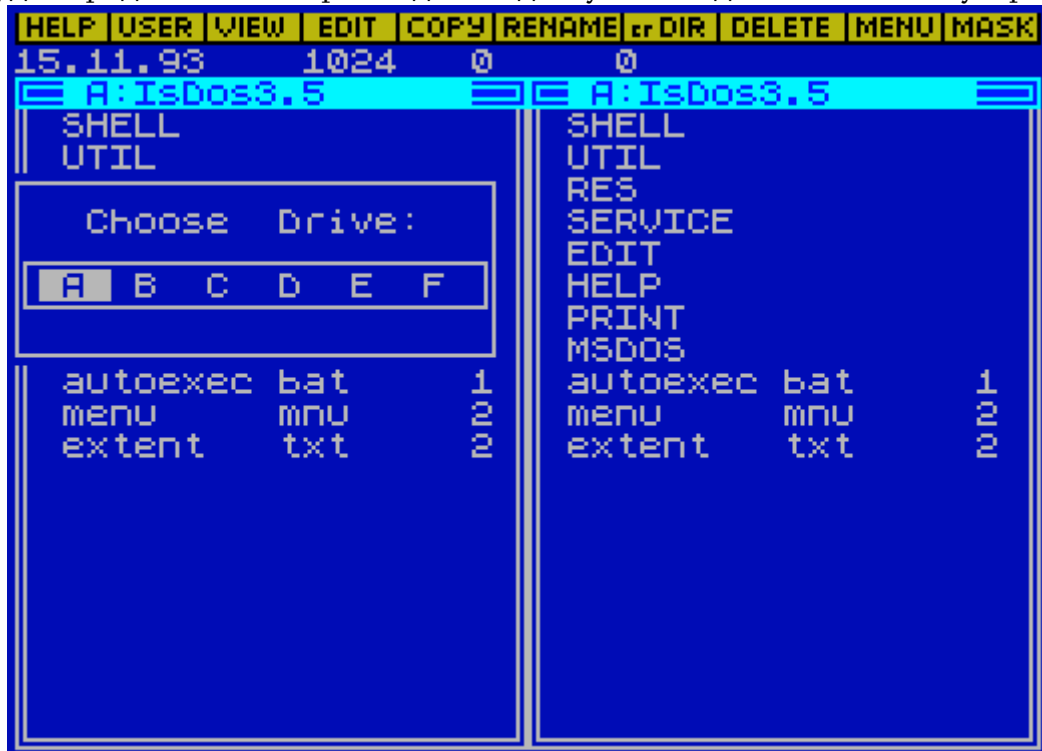 HELP USER VIEW EDIT COPY RENAME cr DIR DELETE MENU MASK
15.11.93 1024 0 0
A:IsDos3.5 A:IsDos3.5
SHELL SHELL
UTIL UTIL
RES
Choose Drive: SERVICE
EDIT
A B C D E F HELP
PRINT
MSDOS
autoexec bat 1 autoexec bat 1
menu mnu 2 menu mnu 2
extent txt 2 extent txt 2